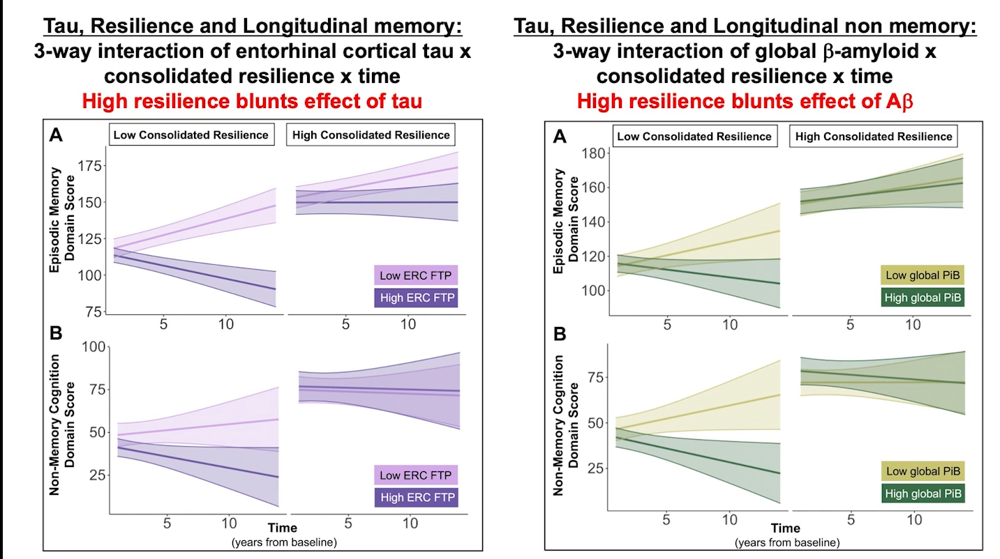 Tau, Resilience and Longitudinal memory:
3-way interaction of entorhinal cortical tau x
consolidated resilience x time
High resilience blunts effect of tau
A
Low Consolidated Resilience
High Consolidated Resilience
Episodic Memory
Domain Score
175
150
125
100
75
Low ERC FTP
High ERC FTP
5
10
5
10
B
Non-Memory Cognition
Domain Score
100
75
50
25
Low ERC FTP
High ERC FTP
5
10
5
10
Time
(years from baseline)
Tau, Resilience and Longitudinal non memory:
3-way interaction of global β-amyloid x
consolidated resilience x time
High resilience blunts effect of Aβ
A
Low Consolidated Resilience
High Consolidated Resilience
Episodic Memory
Domain Score
180
160
140
120
100
Low global PiB
High global PiB
5
10
5
10
B
Non-Memory Cognition
Domain Score
75
50
25
Low global PiB
High global PiB
5
10
5
10
Time
(years from baseline)